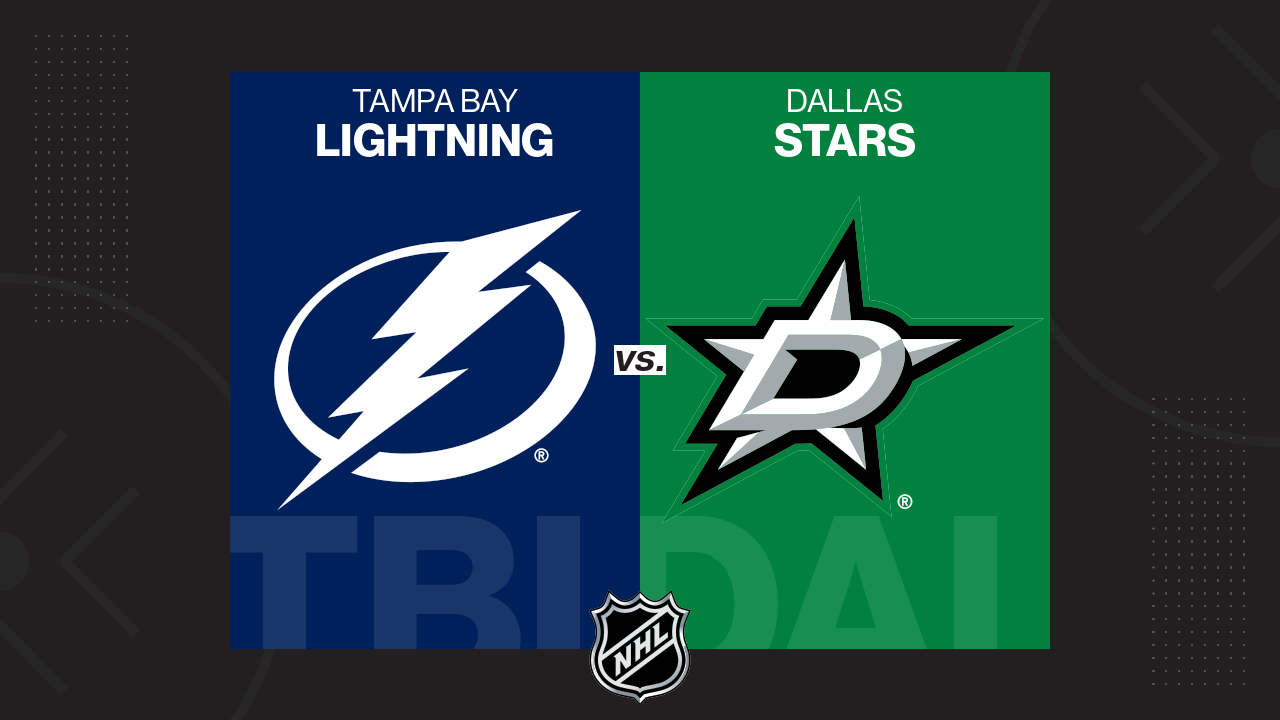 TAMPA BAY
LIGHTNING
DALLAS
STARS
vs.
D
®
®
TBL
DAL
NHL